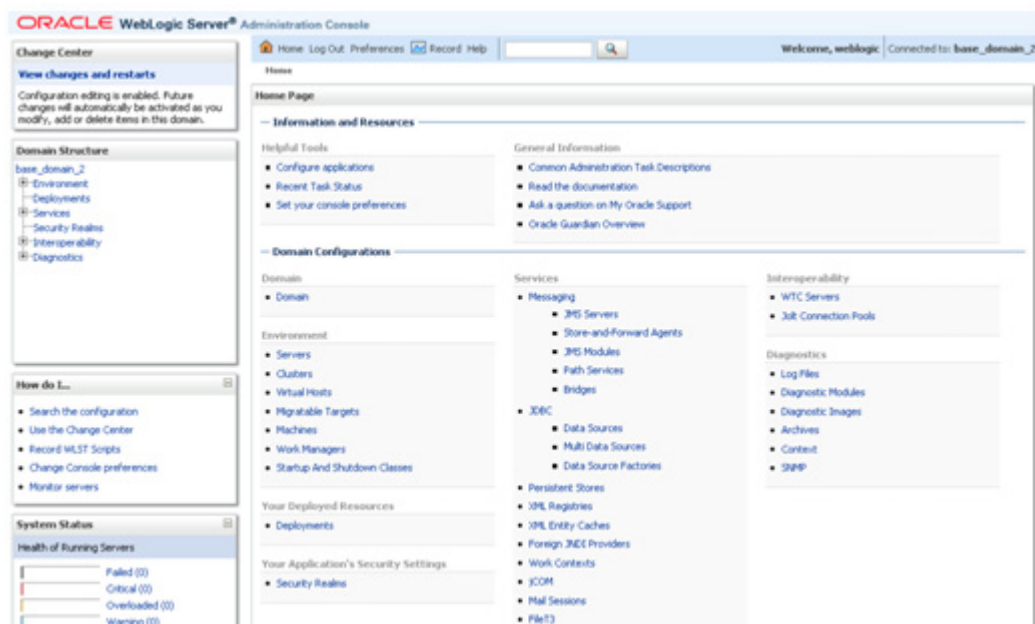 ORACLE WebLogic Server® Administration Console
Change Center
View changes and restarts
Configuration editing is enabled. Future
changes will automatically be activated as you
modify, add or delete items in this domain.
Domain Structure
base_domain_2
Environment
Deployments
Services
Security Realms
Interoperability
Diagnostics
How do I...
Search the configuration
Use the Change Center
Record WLST Scripts
Change Console preferences
Monitor servers
System Status
Health of Running Servers
Failed (0)
Critical (0)
Overloaded (0)
Warning (0)
Home Log Out Preferences Record Help
Welcome, weblogic Connected to: base_domain_2
Home
Home Page
Information and Resources
Helpful Tools
Configure applications
Recent Task Status
Set your console preferences
General Information
Common Administration Task Descriptions
Read the documentation
Ask a question on My Oracle Support
Oracle Guardian Overview
Domain Configurations
Domain
Domain
Environment
Servers
Clusters
Virtual Hosts
Migratable Targets
Machines
Work Managers
Startup And Shutdown Classes
Your Deployed Resources
Deployments
Your Application's Security Settings
Security Realms
Services
Messaging
JMS Servers
Store-and-Forward Agents
JMS Modules
Path Services
Bridges
JDBC
Data Sources
Multi Data Sources
Data Source Factories
Persistent Stores
XML Registries
XML Entity Caches
Foreign JNDI Providers
Work Contexts
jCOM
Mail Sessions
FileT3
Interoperability
WTC Servers
Jolt Connection Pools
Diagnostics
Log Files
Diagnostic Modules
Diagnostic Images
Archives
Context
SNMP